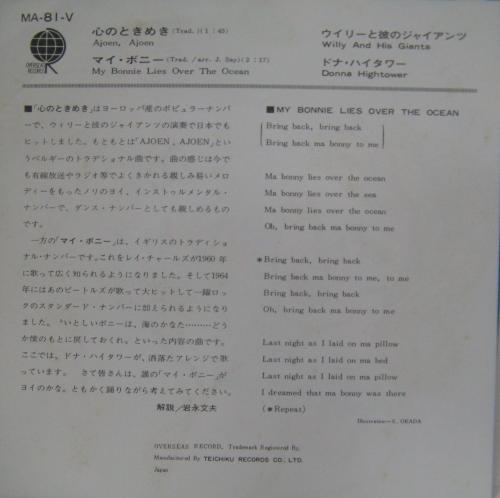 MA-81-V
OVERSEAS RECORD
心のときめき (Trad.)(1:45)
Ajoen, Ajoen
マイ・ボニー (Trad./arr. J. Day)(2:17)
My Bonnie Lies Over The Ocean
ウイリーと彼のジャイアンツ
Willy And His Giants
ドナ・ハイタワー
Donna Hightower
■「心のときめき」はヨーロッパ産のポピュラーナンバ
ーで、ウィリーと彼のジャイアンツの演奏で日本でも
ヒットしました。もともとは「AJOEN、AJOEN」とい
うベルギーのトラデショナル曲です。曲の感じは今で
も有線放送やラジオ等でよくきかれる親しみ易いメロ
ディーをもったノリのヨイ、インストゥルメンタル・
ナンバーで、ダンス・ナンバーとしても親しめるもの
です。
一方の「マイ・ボニー」は、イギリスのトラディショ
ナル・ナンバーです。これをレイ・チャールズが1960年
に歌って広く知られるようになりました。そして1964
年にはあのビートルズが歌って大ヒットして一躍ロッ
クのスタンダード・ナンバーに加えられるようになり
ました。“いとしいボニーは、海のかなた………どう
か僕のもとに戻しておくれ〟といった内容の曲です。
ここでは、ドナ・ハイタワーが、洒落たアレンジで歌
っています。 さて皆さんは、誰の「マイ・ボニー」が
ヨイのかな。ともかく踊りながら考えてみてください。
解説/岩永文夫
■MY BONNIE LIES OVER THE OCEAN
Bring back, bring back
Bring back ma bonny to me
Ma bonny lies over the ocean
Ma bonny lies over the sea
Ma bonny lies over the ocean
Oh, bring back ma bonny to me
*Bring back, bring back
Bring back ma bonny to me, to me
Bring back, bring back
Oh, bring back ma bonny to me
Last night as I laid on ma pillow
Last night as I laid on ma bed
Last night as I laid on ma pillow
I dreamed that ma bonny was there
(*Repeat)
Illustration—S. OKADA
OVERSEAS RECORD, Trademark Registered By,
Manufactured By TEICHIKU RECORDS CO., LTD.
Japan